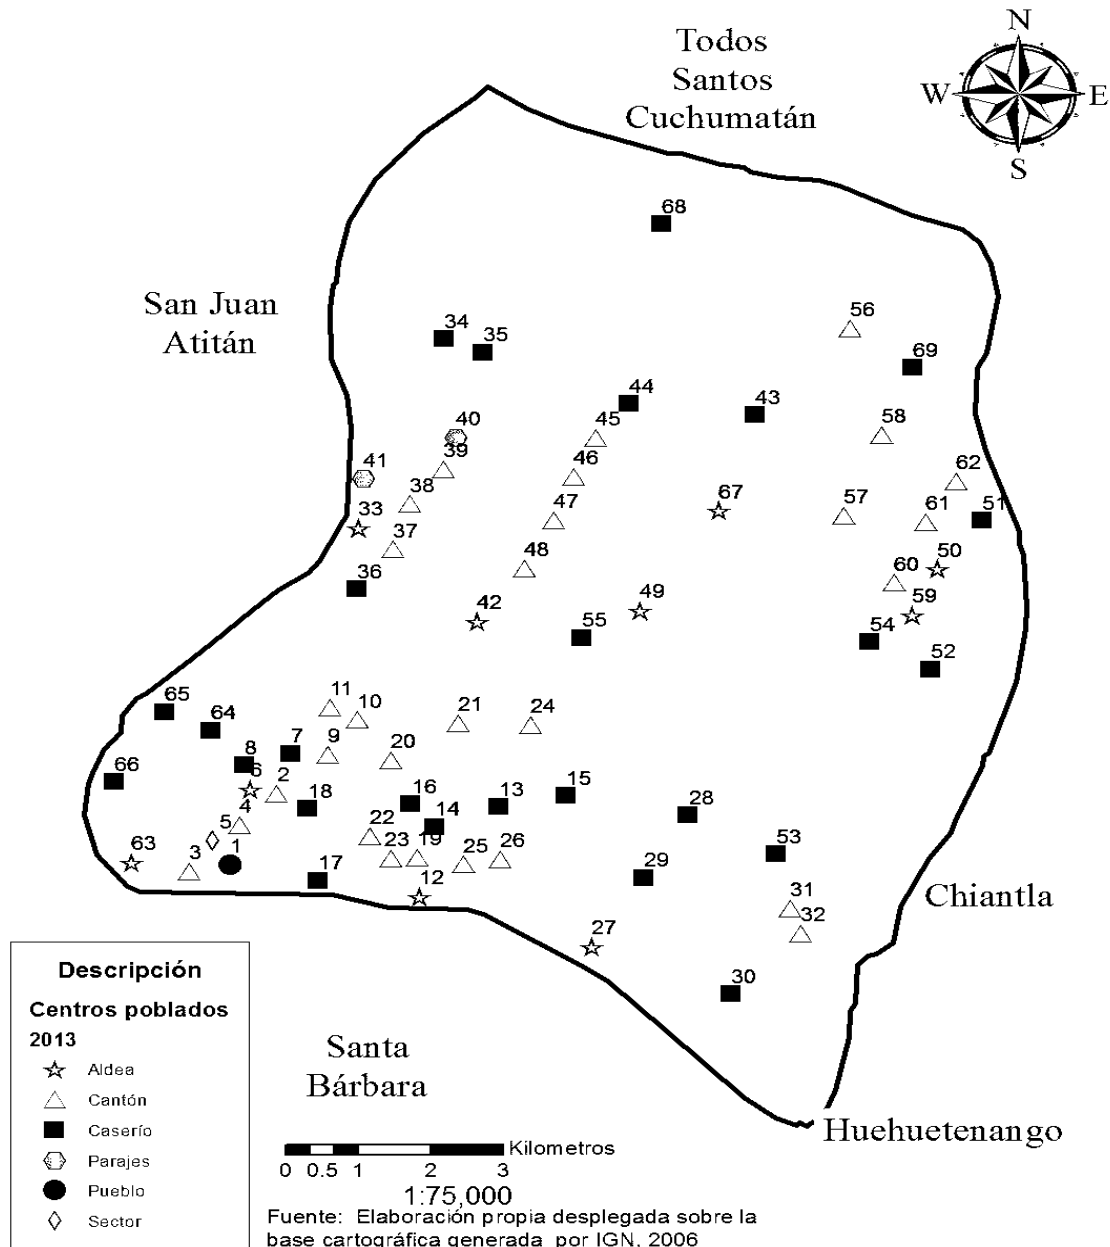 N
Todos
Santos
Cuchumatán
W
E
S
68
San Juan
Atitán
34
35
56
69
44
43
40
45
58
39
41
46
62
38
67
33
47
57
61
51
37
48
50
36
60
42
49
59
55
54
52
11
10
65
21
24
64
7
9
8
20
66
6
2
18
16
13
15
28
4
14
5
22
53
63
1
23
19
25
26
3
17
12
29
31
Chiantla
32
27
30
Descripción
Centros poblados
2013
Aldea
Cantón
Caserío
Parajes
Pueblo
Sector
Santa
Bárbara
Huehuetenango
Kilometros
0 0.5 1 2 3
1:75,000
Fuente: Elaboración propia desplegada sobre la
base cartográfica generada por IGN, 2006